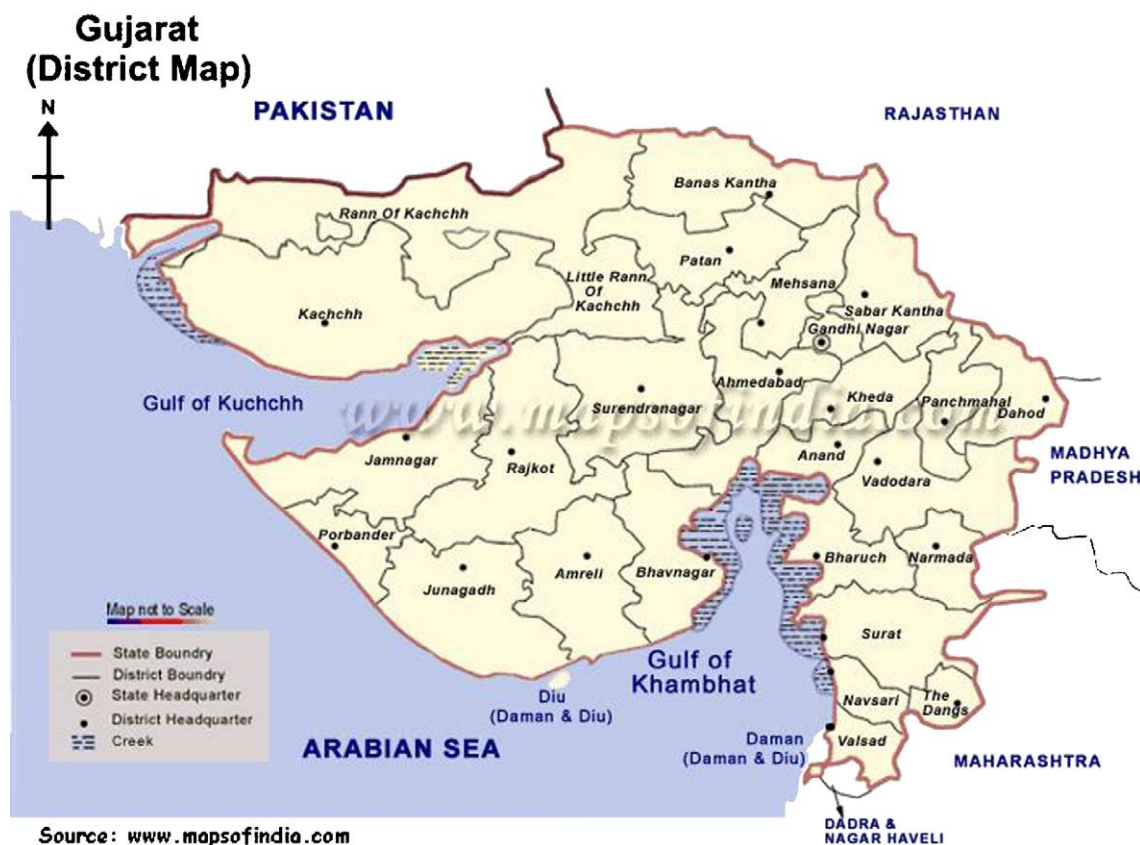 Gujarat
(District Map)
N
PAKISTAN
RAJASTHAN
Banas Kantha
Rann Of Kachchh
Patan
Little Rann
Of
Kachchh
Mehsana
Kachchh
Sabar Kantha
Gandhi Nagar
Gulf of Kuchchh
Ahmedabad
Surendranagar
Kheda
Panchmahal
Dahod
www.mapsofindia.com
Jamnagar
Rajkot
Anand
Vadodara
MADHYA
PRADESH
Porbander
Junagadh
Amreli
Bhavnagar
Bharuch
Narmada
Map not to Scale
State Boundry
District Boundry
State Headquarter
District Headquarter
Creek
Surat
Gulf of
Khambhat
Diu
(Daman & Diu)
Navsari
The
Dangs
ARABIAN SEA
Daman
(Daman & Diu)
Valsad
MAHARASHTRA
DADRA &
NAGAR HAVELI
Source: www.mapsofindia.com